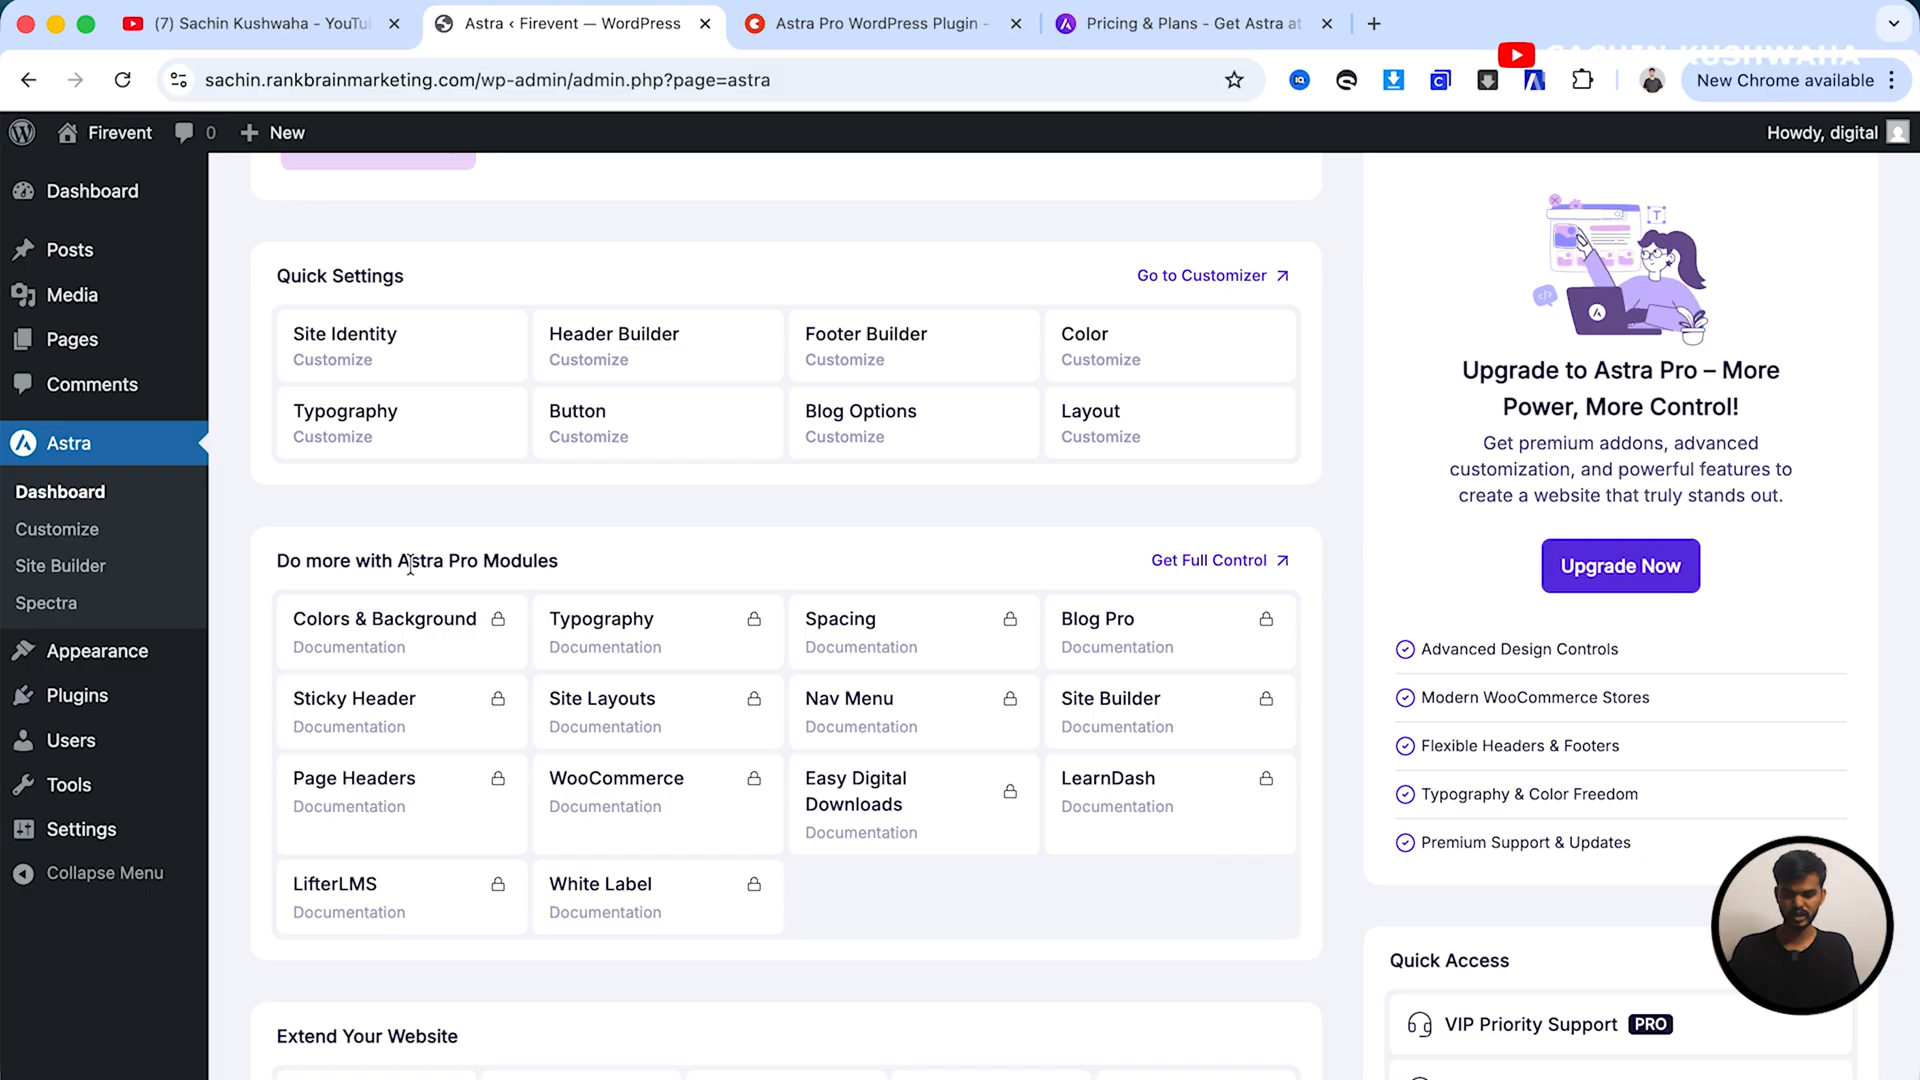 (7) Sachin Kushwaha - YouTu
Astra ‹ Firevent — WordPress
Astra Pro WordPress Plugin -
Pricing & Plans - Get Astra at
SACHIN KUSHWAHA
sachin.rankbrainmarketing.com/wp-admin/admin.php?page=astra
New Chrome available
Firevent
0
New
Howdy, digital
Dashboard
Posts
Media
Pages
Comments
Astra
Dashboard
Customize
Site Builder
Spectra
Appearance
Plugins
Users
Tools
Settings
Collapse Menu
Quick Settings
Go to Customizer
Site Identity
Customize
Header Builder
Customize
Footer Builder
Customize
Color
Customize
Typography
Customize
Button
Customize
Blog Options
Customize
Layout
Customize
Do more with Astra Pro Modules
Get Full Control
Colors & Background
Documentation
Typography
Documentation
Spacing
Documentation
Blog Pro
Documentation
Sticky Header
Documentation
Site Layouts
Documentation
Nav Menu
Documentation
Site Builder
Documentation
Page Headers
Documentation
WooCommerce
Documentation
Easy Digital
Downloads
Documentation
LearnDash
Documentation
LifterLMS
Documentation
White Label
Documentation
Extend Your Website
Upgrade to Astra Pro – More
Power, More Control!
Get premium addons, advanced
customization, and powerful features to
create a website that truly stands out.
Upgrade Now
Advanced Design Controls
Modern WooCommerce Stores
Flexible Headers & Footers
Typography & Color Freedom
Premium Support & Updates
Quick Access
VIP Priority Support PRO